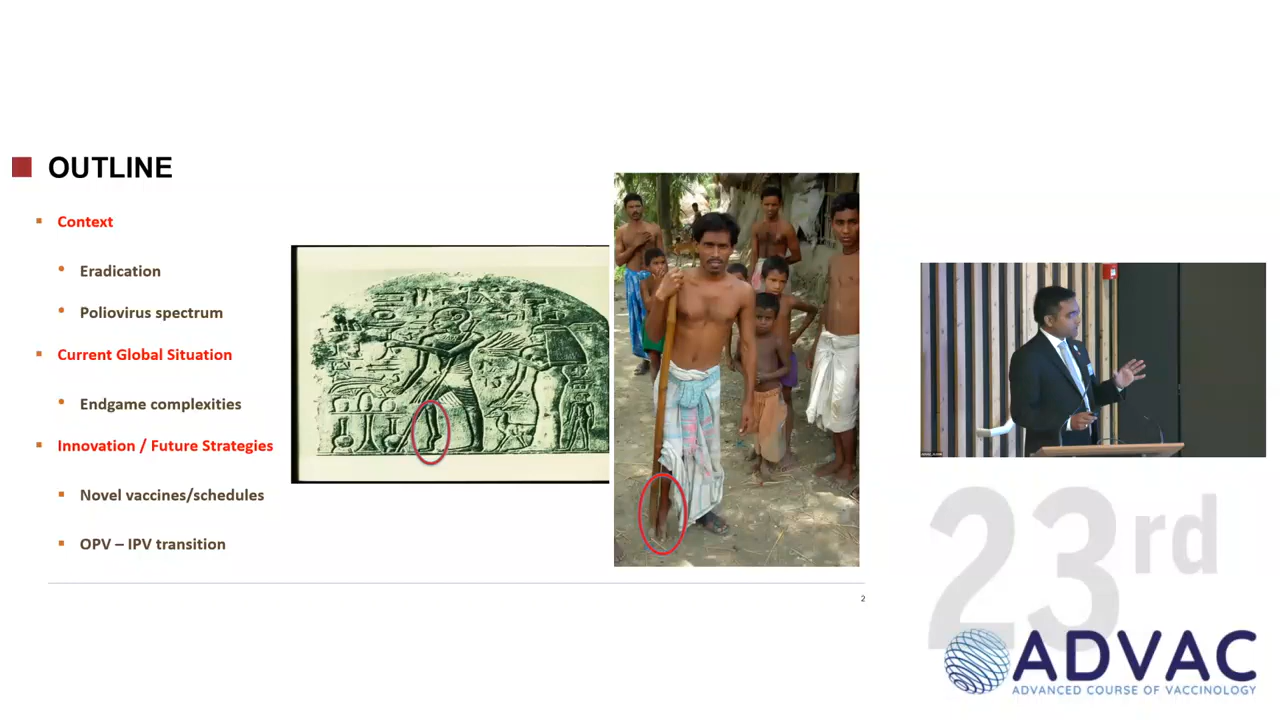 OUTLINE
Context
Eradication
Poliovirus spectrum
Current Global Situation
Endgame complexities
Innovation / Future Strategies
Novel vaccines/schedules
OPV – IPV transition
2
23rd
ADVAC
ADVANCED COURSE OF VACCINOLOGY